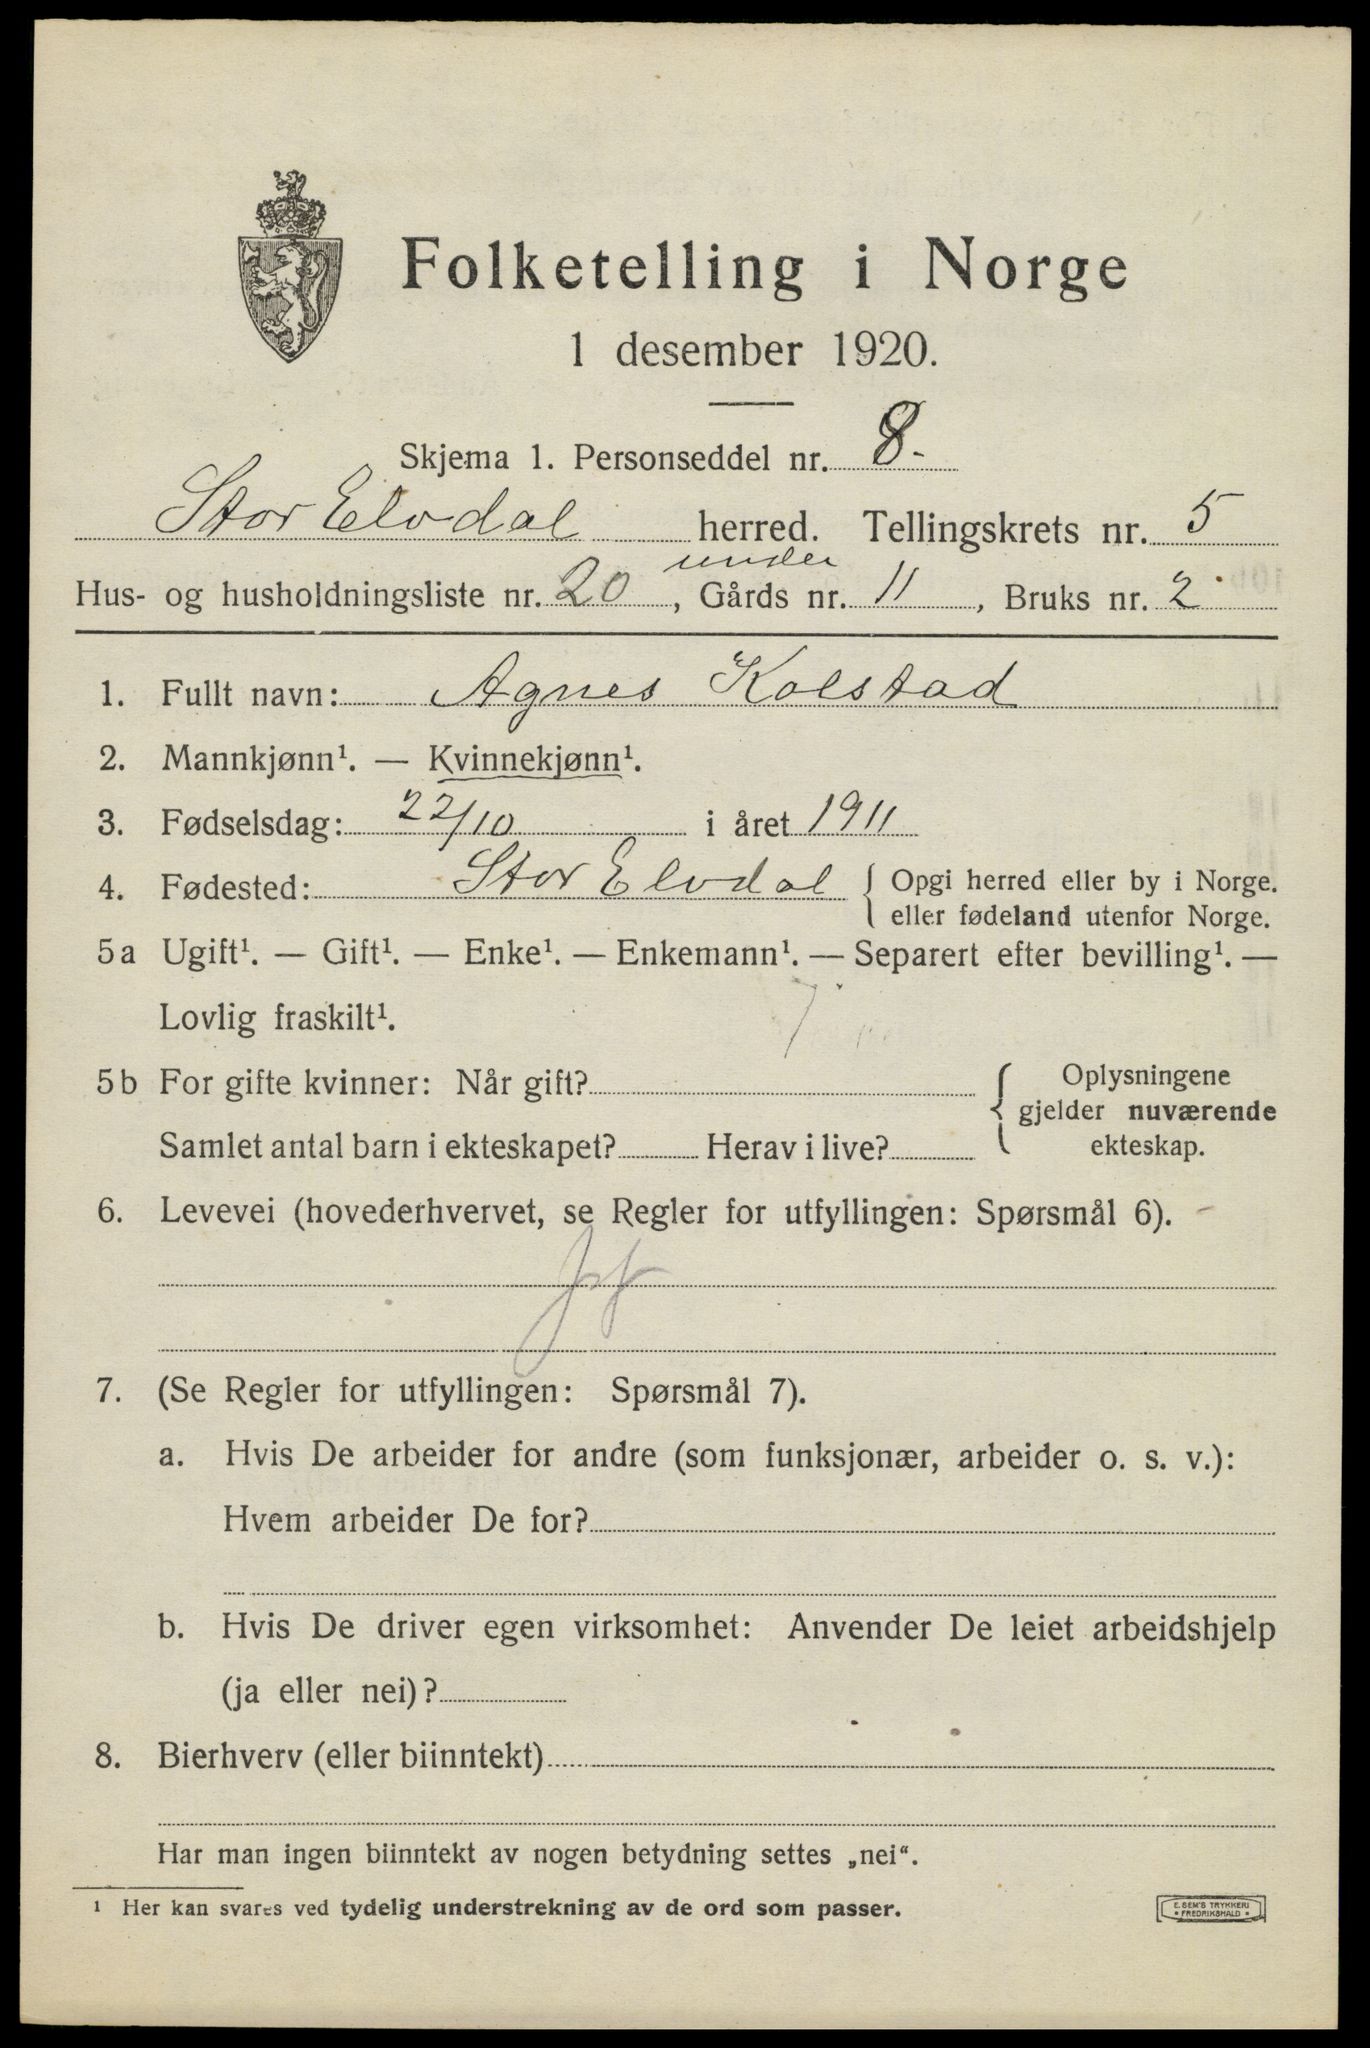 Folketelling i Norge
1 desember 1920.
Skjema 1. Personseddel nr. 8.
Stor Elvdal herred. Tellingskrets nr. 5
under
Hus- og husholdningsliste nr. 20, Gårds nr. 11, Bruks nr. 2
1. Fullt navn: Agnes Kolstad
2. Mannkjønn¹. — Kvinnekjønn¹.
3. Fødselsdag: 22/10 i året 1911
4. Fødested: Stor Elvdal { Opgi herred eller by i Norge.
eller fødeland utenfor Norge.
5a Ugift¹. — Gift¹. — Enke¹. — Enkemann¹. — Separert efter bevilling¹. —
Lovlig fraskilt¹.
5b For gifte kvinner: Når gift? { Oplysningene
gjelder nuværende
Samlet antal barn i ekteskapet? Herav i live? ekteskap.
6. Levevei (hovederhvervet, se Regler for utfyllingen: Spørsmål 6).
7. (Se Regler for utfyllingen: Spørsmål 7).
a. Hvis De arbeider for andre (som funksjonær, arbeider o. s. v.):
Hvem arbeider De for?
b. Hvis De driver egen virksomhet: Anvender De leiet arbeidshjelp
(ja eller nei)?
8. Bierhverv (eller biinntekt)
Har man ingen biinntekt av nogen betydning settes „nei“.
¹ Her kan svares ved tydelig understrekning av de ord som passer.
E. SEM'S TRYKKERI
• FREDRIKSHALD •